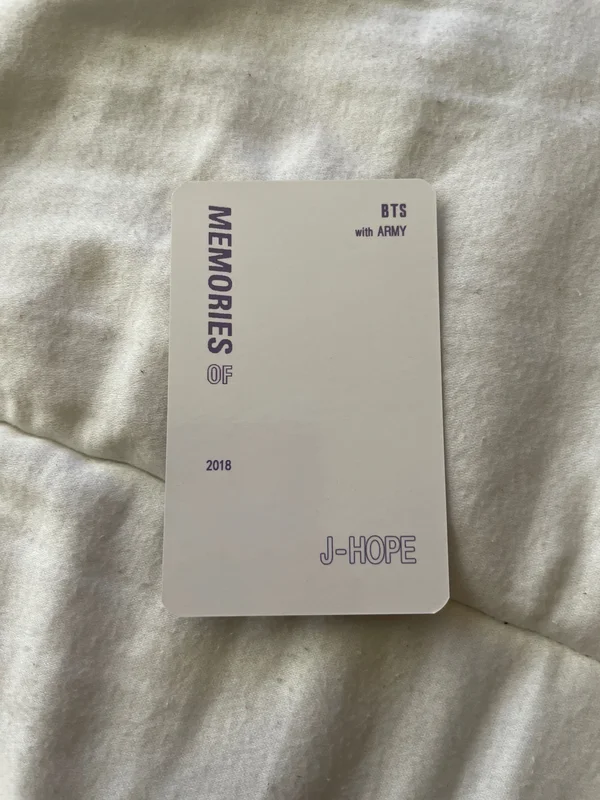 MEMORIES OF
BTS
with ARMY
2018
J-HOPE